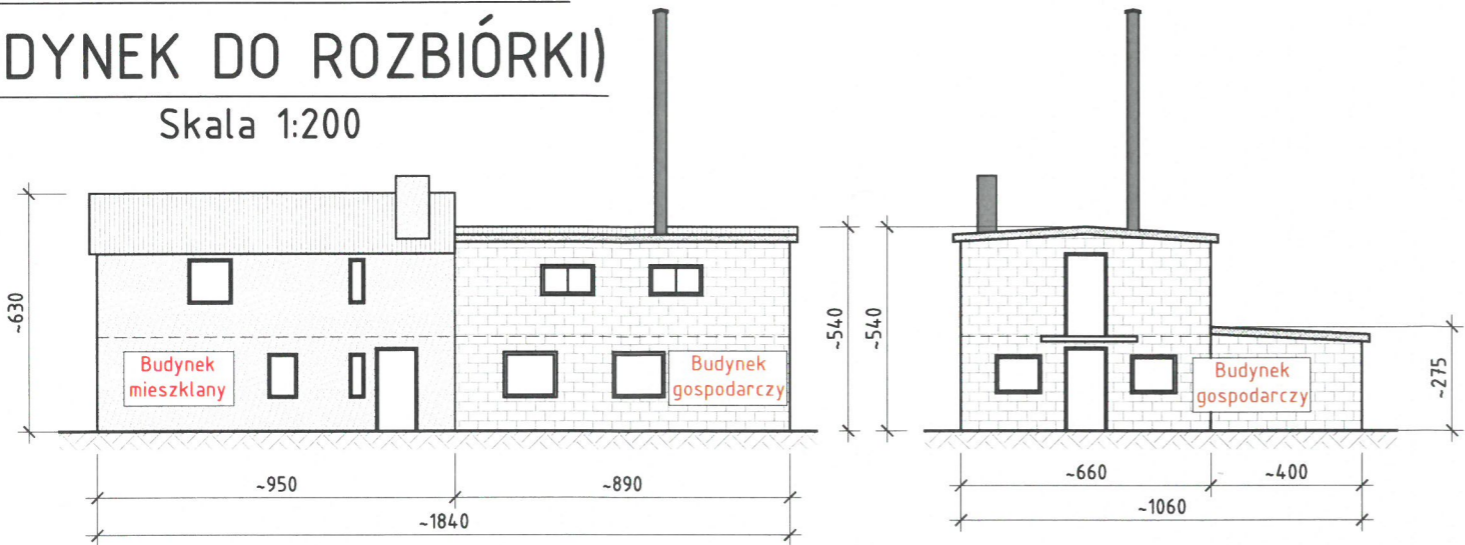 DYNEK DO ROZBIÓRKI)
Skala 1:200
~630
Budynek
mieszklany
Budynek
gospodarczy
~540
~540
Budynek
gospodarczy
~275
~950
~890
~1840
~660
~400
~1060